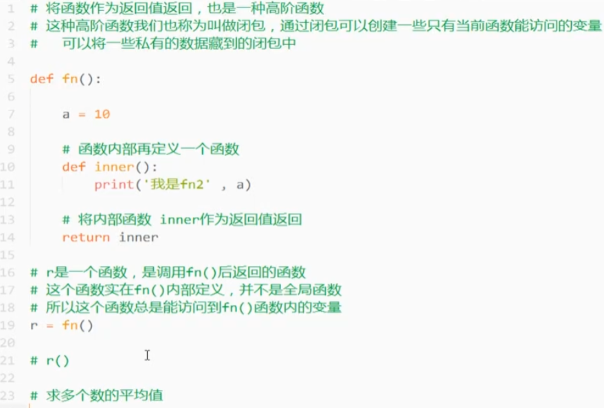 1 # 将函数作为返回值返回，也是一种高阶函数
2 # 这种高阶函数我们也称为叫做闭包，通过闭包可以创建一些只有当前函数能访问的变量
3 #   可以将一些私有的数据藏到的闭包中
4
5 def fn():
6
7     a = 10
8
9     # 函数内部再定义一个函数
10     def inner():
11         print('我是fn2' , a)
12
13     # 将内部函数 inner作为返回值返回
14     return inner
15
16 # r是一个函数，是调用fn()后返回的函数
17 # 这个函数实在fn()内部定义，并不是全局函数
18 # 所以这个函数总是能访问到fn()函数内的变量
19 r = fn()
20
21 # r()
22
23 # 求多个数的平均值